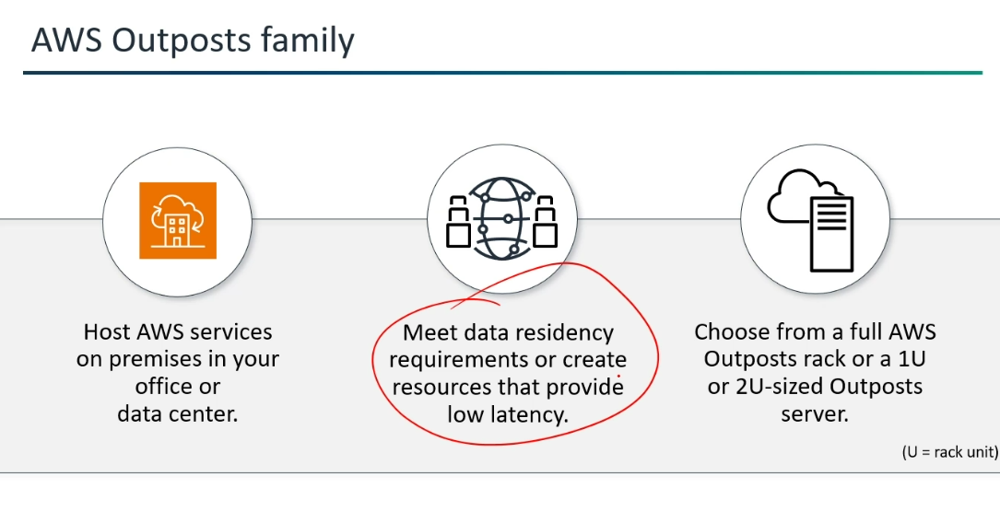 AWS Outposts family
Host AWS services
on premises in your
office or
data center.
Meet data residency
requirements or create
resources that provide
low latency.
Choose from a full AWS
Outposts rack or a 1U
or 2U-sized Outposts
server.
(U = rack unit)